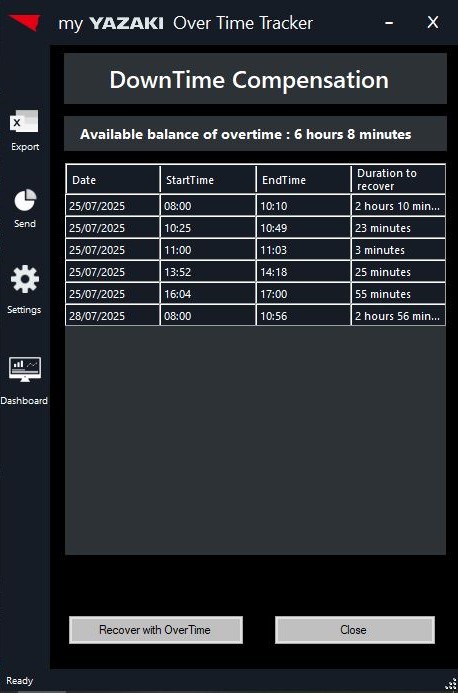 my YAZAKI Over Time Tracker – X
DownTime Compensation
Available balance of overtime : 6 hours 8 minutes
Date StartTime EndTime Duration to recover
25/07/2025 08:00 10:10 2 hours 10 min...
25/07/2025 10:25 10:49 23 minutes
25/07/2025 11:00 11:03 3 minutes
25/07/2025 13:52 14:18 25 minutes
25/07/2025 16:04 17:00 55 minutes
28/07/2025 08:00 10:56 2 hours 56 min...
X
Export
Send
Settings
Dashboard
Recover with OverTime Close
Ready